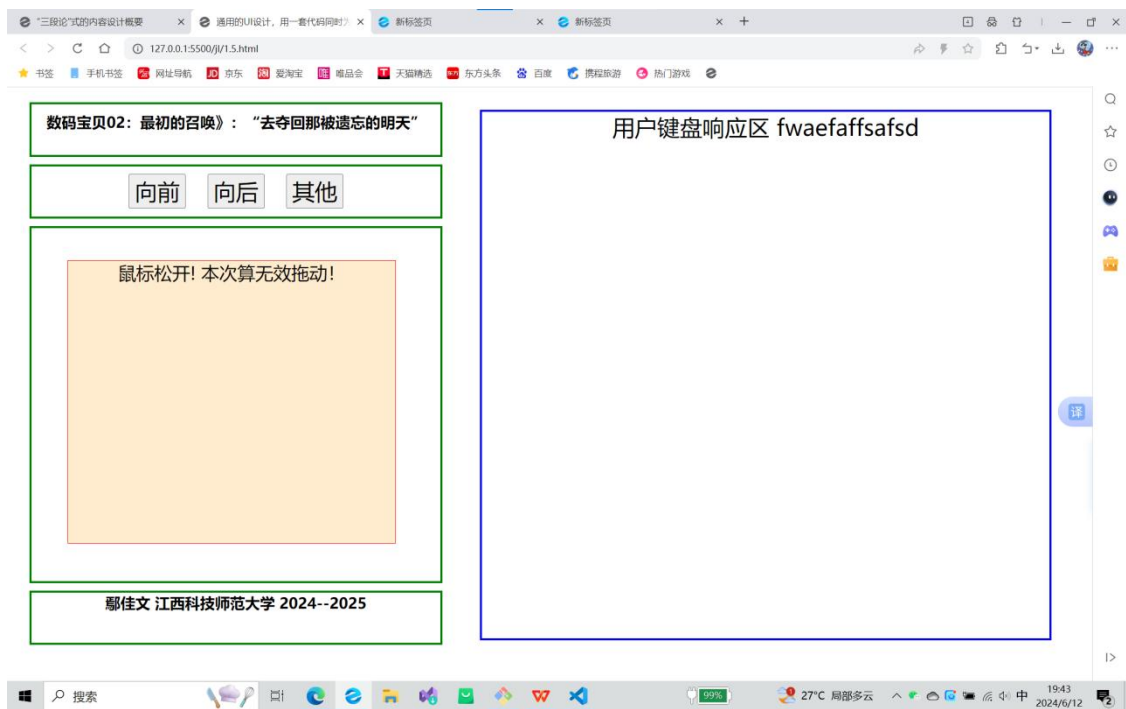 “三段论”式的内容设计概要
通用的UI设计，用一套代码同时
新标签页
新标签页
127.0.0.1:5500/jl/1.5.html
书签 手机书签 网址导航 京东 爱淘宝 唯品会 天猫精选 东方头条 百度 携程旅游 热门游戏
数码宝贝02：最初的召唤》：“去夺回那被遗忘的明天”
向前 向后 其他
鼠标松开! 本次算无效拖动!
鄢佳文 江西科技师范大学 2024--2025
用户键盘响应区 fwaefaffsafsd
译
搜索
99%
27°C 局部多云
中
19:43
2024/6/12
2